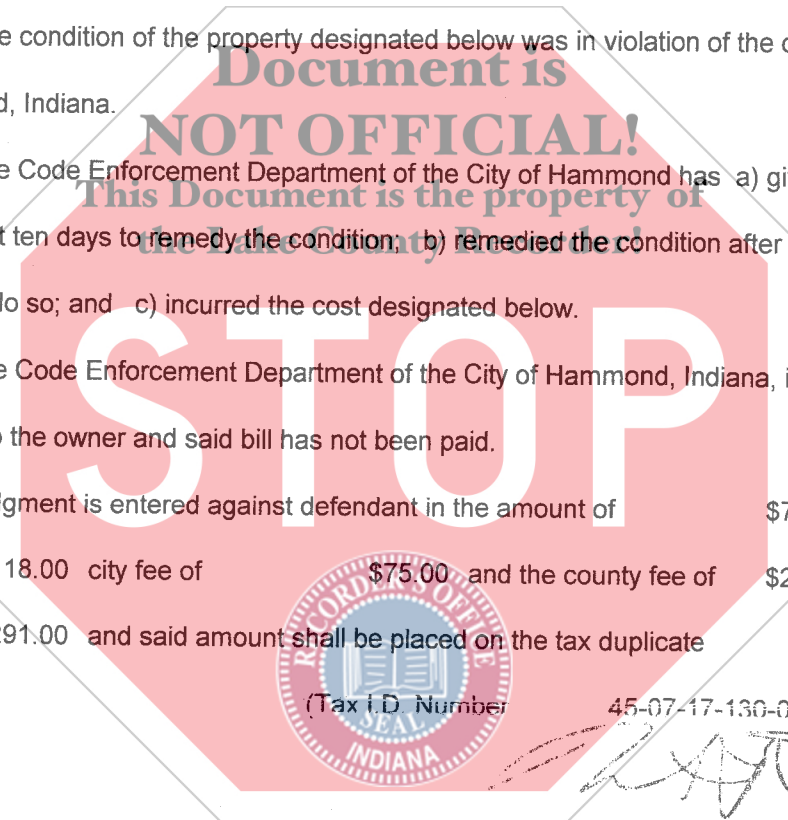 e condition of the property designated below was in violation of the
Document is
d, Indiana.
NOT OFFICIAL!
e Code Enforcement Department of the City of Hammond has a) gi
This Document is the property of
t ten days to remedy the condition; b) remedied the condition after
the Lake County Recorder!
do so; and c) incurred the cost designated below.
STOP
e Code Enforcement Department of the City of Hammond, Indiana, i
the owner and said bill has not been paid.
gment is entered against defendant in the amount of $7
18.00 city fee of $75.00 and the county fee of $2
291.00 and said amount shall be placed on the tax duplicate
RECORDER'S OFFICE
(Tax I.D. Number 45-07-17-130-0
SEAL
INDIANA